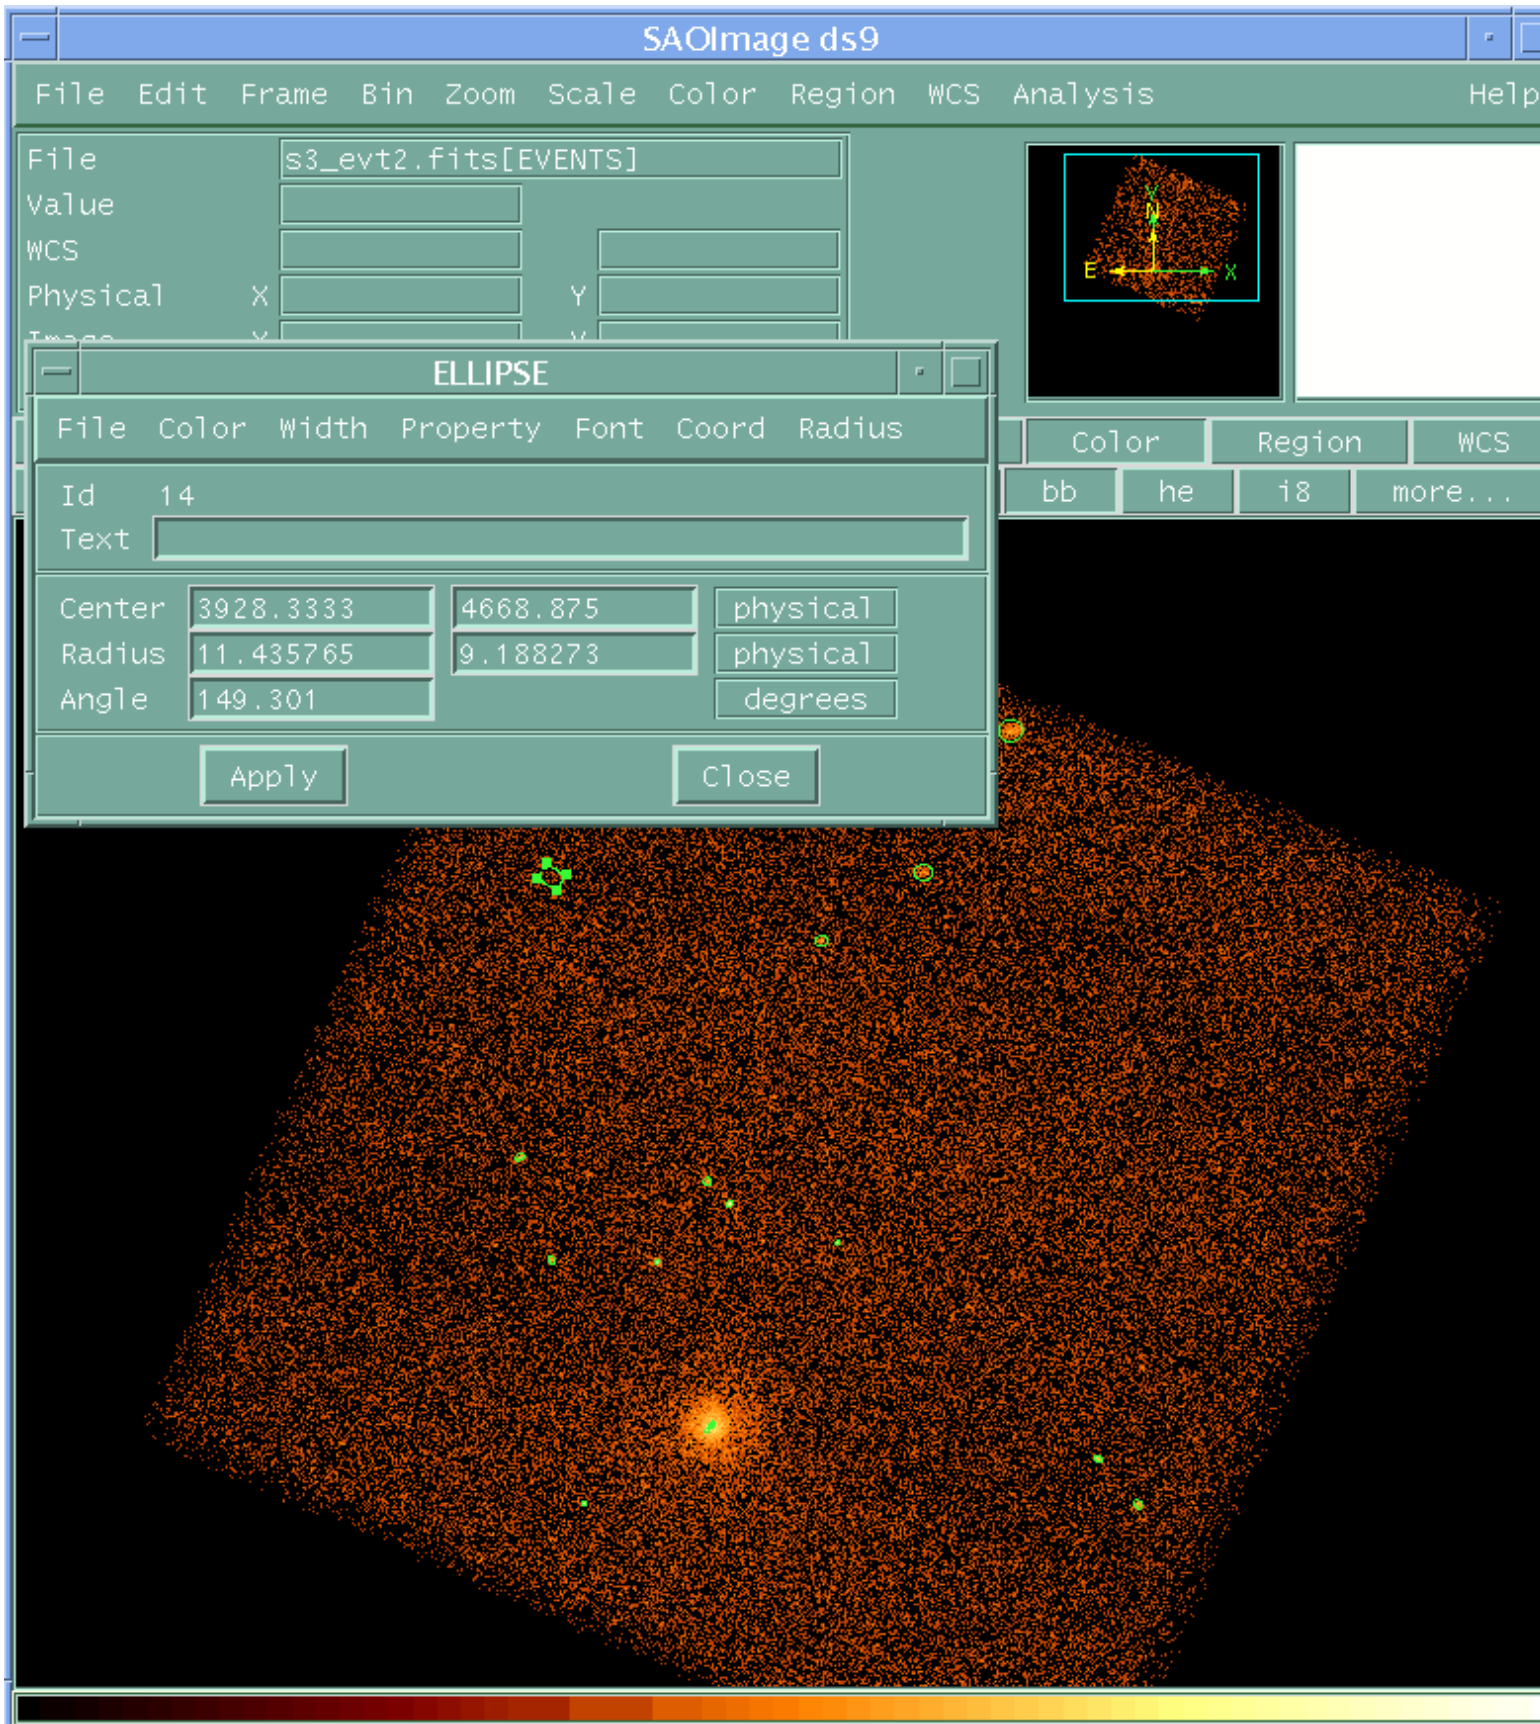 SAOImage ds9
File Edit Frame Bin Zoom Scale Color Region WCS Analysis Help
File s3_evt2.fits[EVENTS]
Value
WCS
Physical X Y
Image X Y
Y
N
E X
ELLIPSE
File Color Width Property Font Coord Radius
Color Region WCS
bb he i8 more...
Id 14
Text
Center 3928.3333 4668.875 physical
Radius 11.435765 9.188273 physical
Angle 149.301 degrees
Apply Close